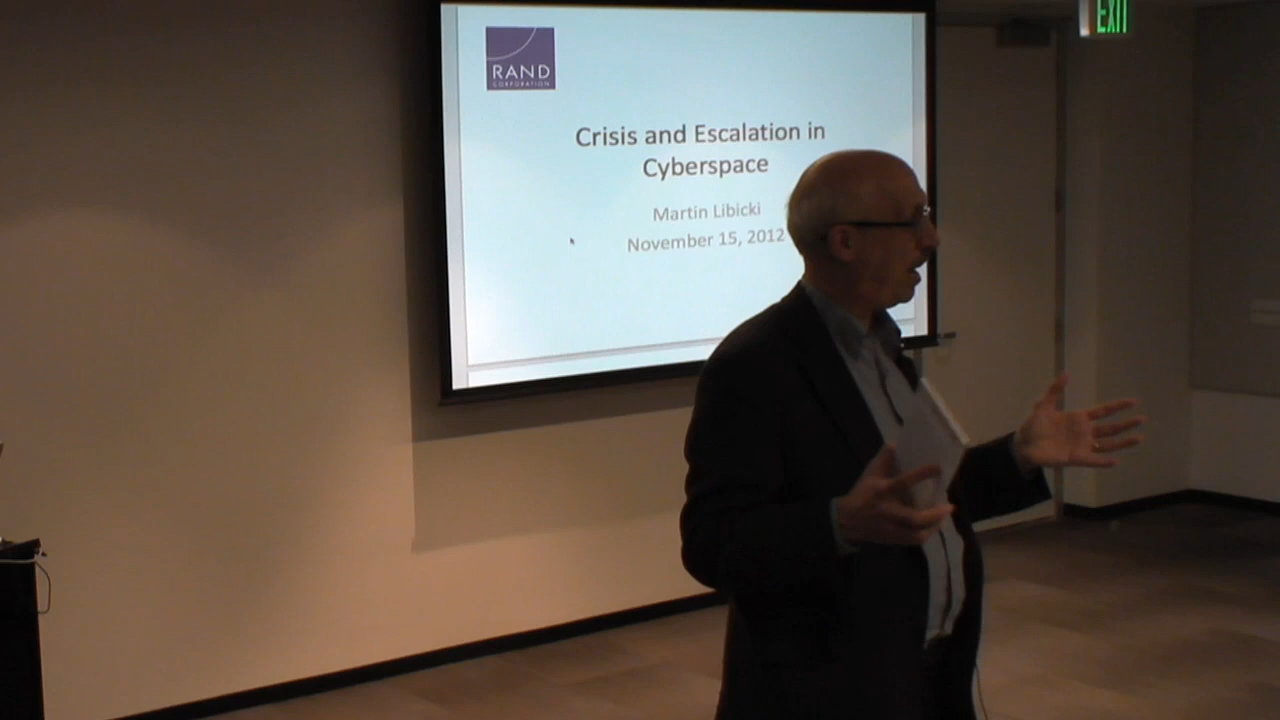 RAND
CORPORATION
Crisis and Escalation in
Cyberspace
Martin Libicki
November 15, 2012
EXIT